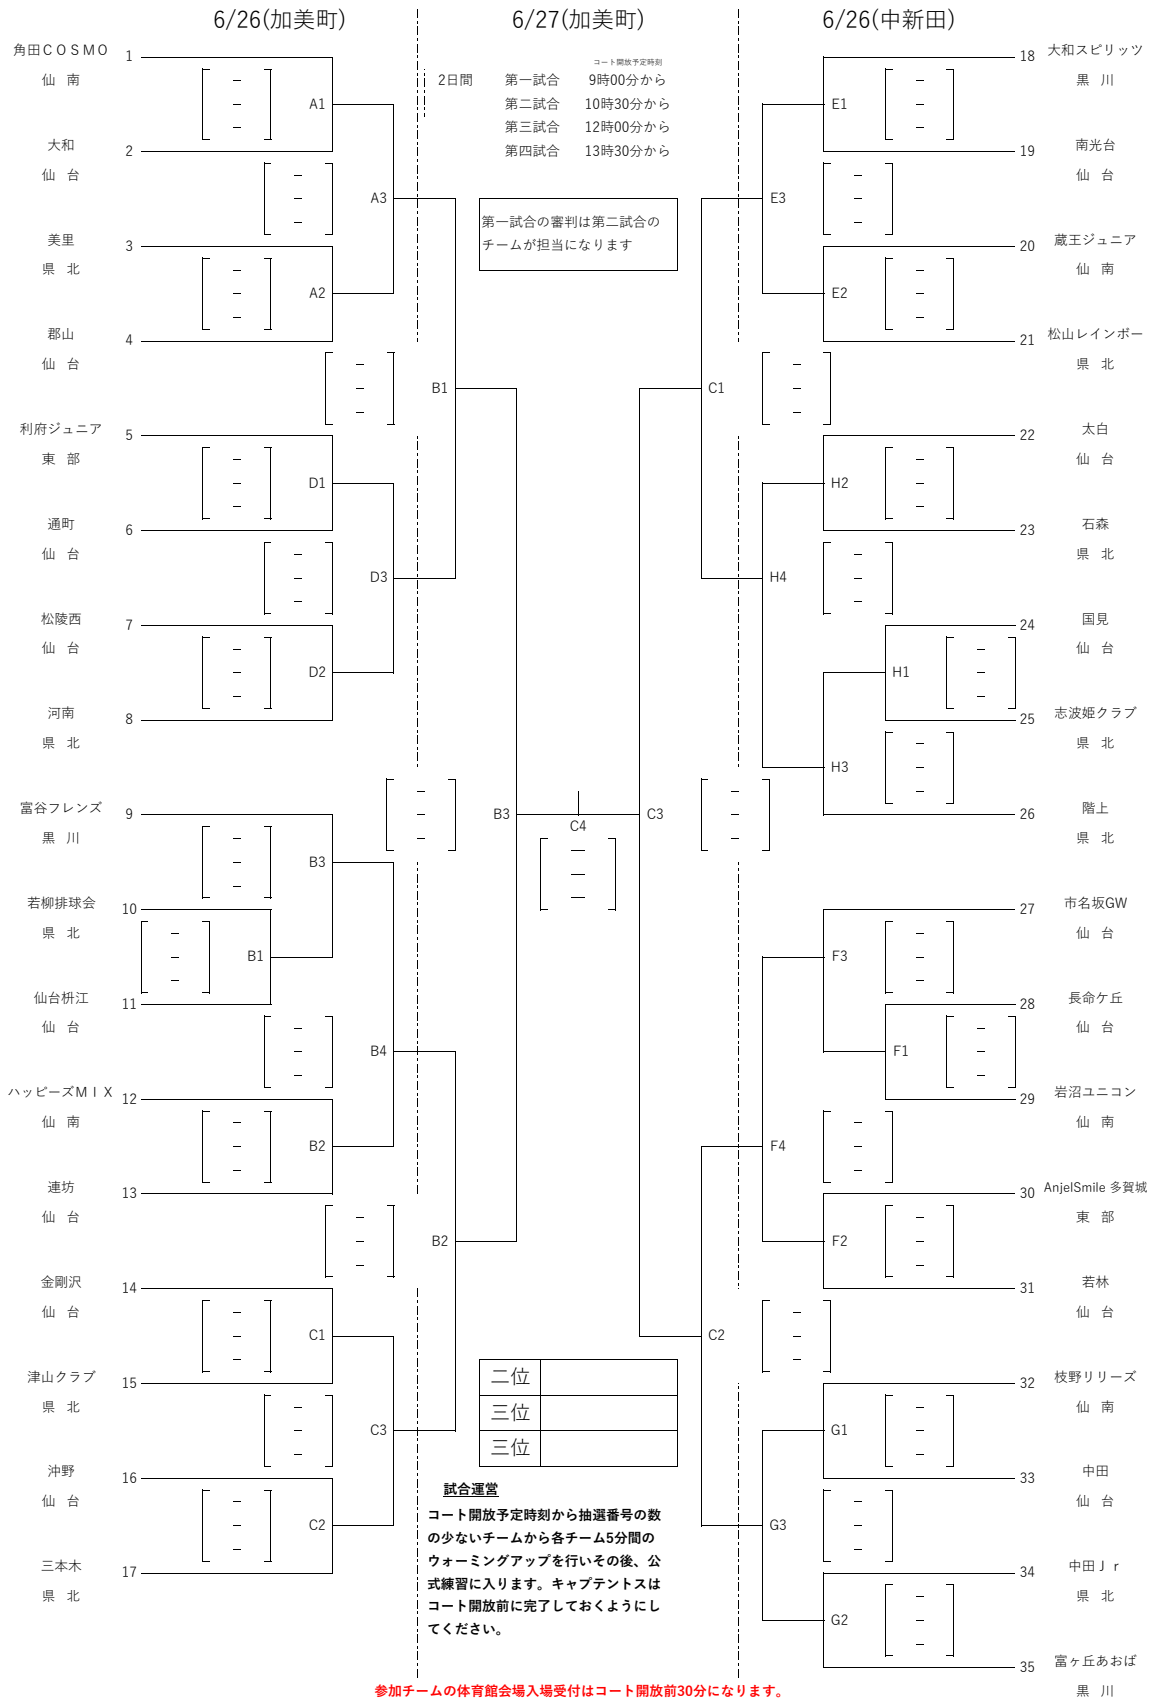 6/26(加美町)
6/27(加美町)
6/26(中新田)
コート開放予定時刻
2日間 第一試合 9時00分から
第二試合 10時30分から
第三試合 12時00分から
第四試合 13時30分から
第一試合の審判は第二試合の
チームが担当になります
角田ＣＯＳＭＯ 1
仙 南
A1
大和 2
仙 台
A3
美里 3
県 北
A2
郡山 4
仙 台
B1
利府ジュニア 5
東 部
D1
通町 6
仙 台
D3
松陵西 7
仙 台
D2
河南 8
県 北
B3
富谷フレンズ 9
黒 川
B3
若柳排球会 10
県 北
B1
仙台枡江 11
仙 台
B4
ハッピーズＭＩＸ 12
仙 南
B2
連坊 13
仙 台
B2
金剛沢 14
仙 台
C1
津山クラブ 15
県 北
C3
沖野 16
仙 台
C2
三本木 17
県 北
C4
18 大和スピリッツ
黒 川
E1
19 南光台
仙 台
E3
20 蔵王ジュニア
仙 南
E2
21 松山レインボー
県 北
C1
22 太白
仙 台
H2
23 石森
県 北
H4
24 国見
仙 台
H1
25 志波姫クラブ
県 北
H3
26 階上
県 北
C3
27 市名坂GW
仙 台
F3
28 長命ケ丘
仙 台
F1
29 岩沼ユニコン
仙 南
F4
30 AnjelSmile 多賀城
東 部
F2
31 若林
仙 台
C2
32 枝野リリーズ
仙 南
G1
33 中田
仙 台
G3
34 中田Ｊｒ
県 北
G2
35 富ヶ丘あおば
黒 川
二位
三位
三位
試合運営
コート開放予定時刻から抽選番号の数
の少ないチームから各チーム5分間の
ウォーミングアップを行いその後、公
式練習に入ります。キャプテントスは
コート開放前に完了しておくようにし
てください。
参加チームの体育館会場入場受付はコート開放前30分になります。